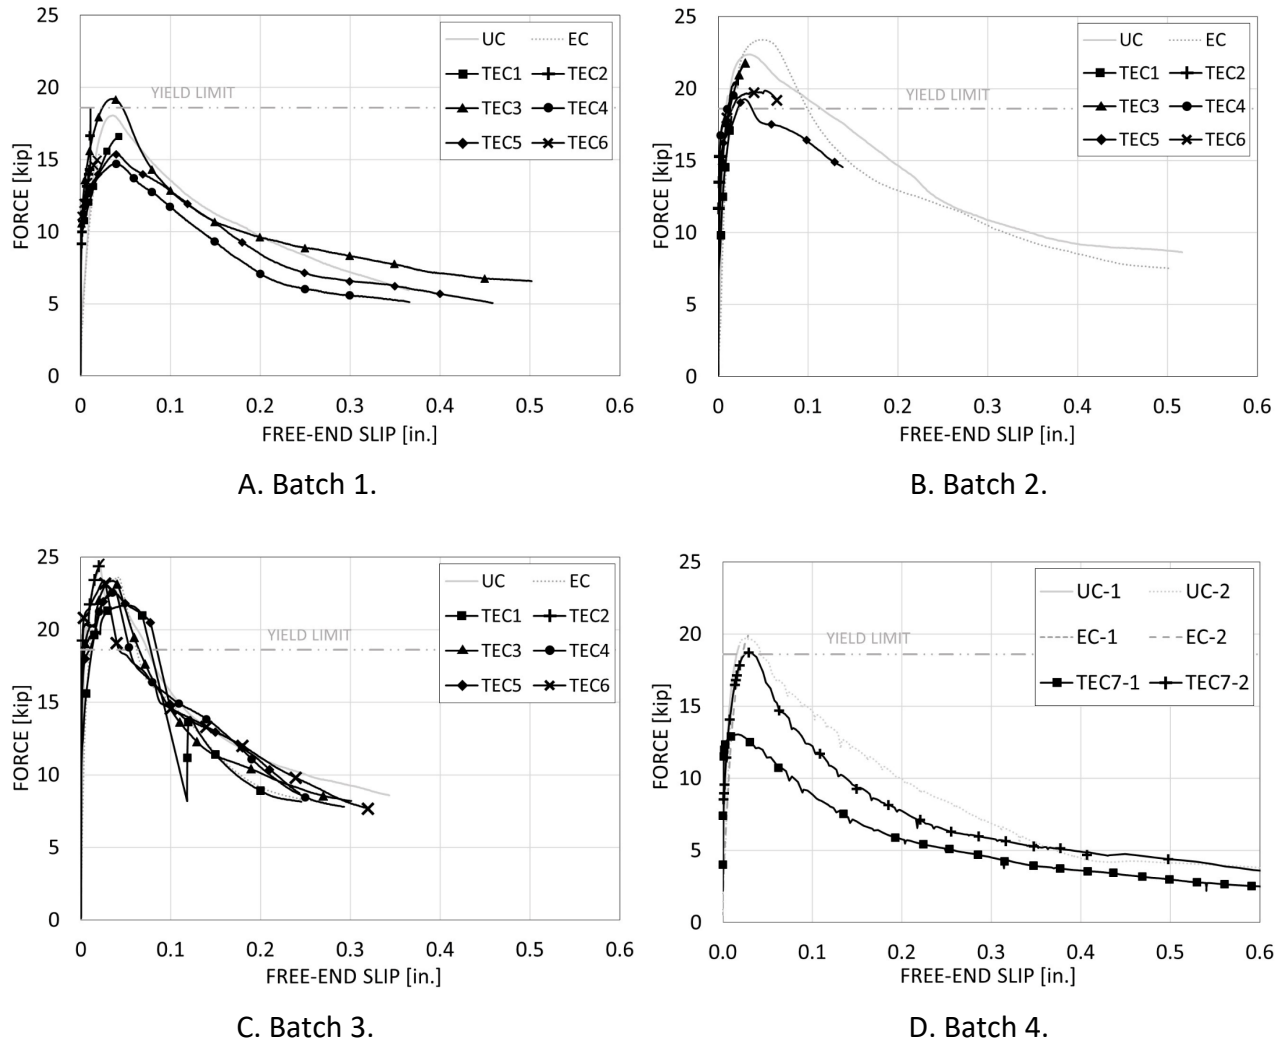 25
20
15
10
5
0
FORCE [kip]
UC EC
TEC1 TEC2
TEC3 TEC4
TEC5 TEC6
YIELD LIMIT
0 0.1 0.2 0.3 0.4 0.5 0.6
FREE-END SLIP [in.]
A. Batch 1.
25
20
15
10
5
0
FORCE [kip]
UC EC
TEC1 TEC2
TEC3 TEC4
TEC5 TEC6
YIELD LIMIT
0 0.1 0.2 0.3 0.4 0.5 0.6
FREE-END SLIP [in.]
B. Batch 2.
25
20
15
10
5
0
FORCE [kip]
UC EC
TEC1 TEC2
TEC3 TEC4
TEC5 TEC6
YIELD LIMIT
0 0.1 0.2 0.3 0.4 0.5 0.6
FREE-END SLIP [in.]
C. Batch 3.
25
20
15
10
5
0
FORCE [kip]
UC-1 UC-2
EC-1 EC-2
TEC7-1 TEC7-2
YIELD LIMIT
0.0 0.1 0.2 0.3 0.4 0.5 0.6
FREE-END SLIP [in.]
D. Batch 4.